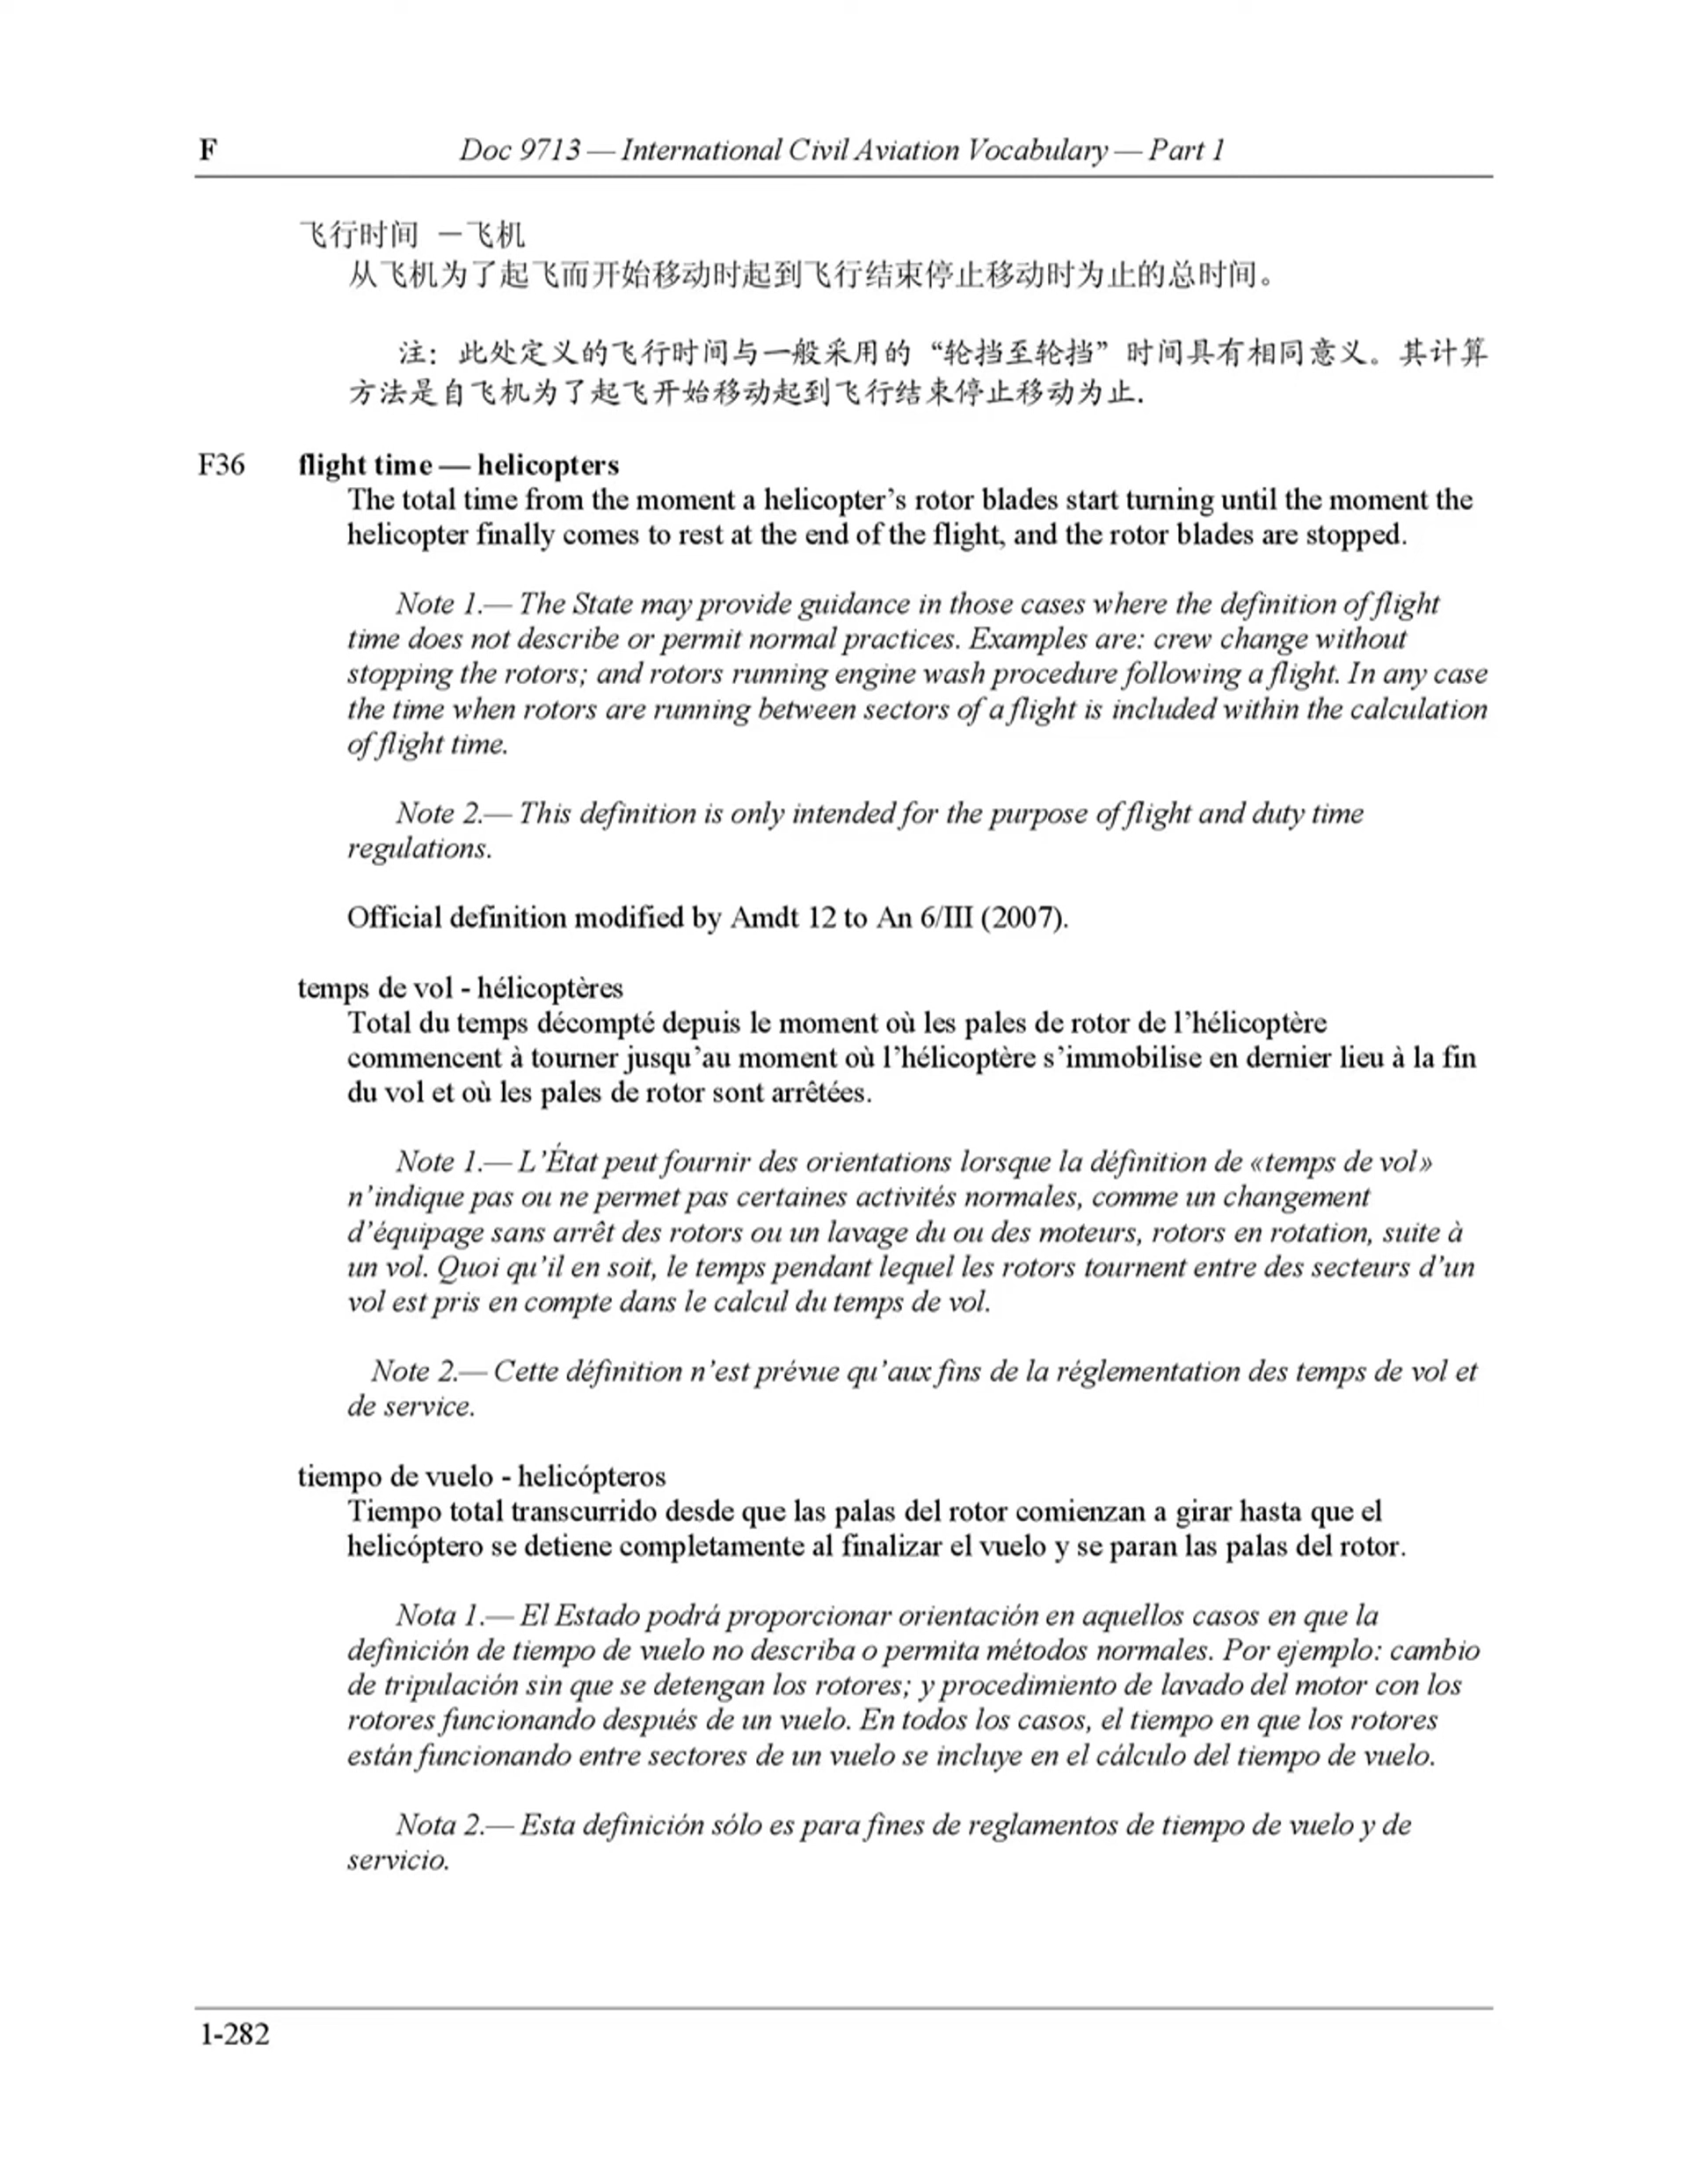 F Doc 9713 — International Civil Aviation Vocabulary — Part 1
飞行时间 －飞机
从飞机为了起飞而开始移动时起到飞行结束停止移动时为止的总时间。
注：此处定义的飞行时间与一般采用的“轮挡至轮挡”时间具有相同意义。其计算
方法是自飞机为了起飞开始移动起到飞行结束停止移动为止.
F36 flight time — helicopters
The total time from the moment a helicopter’s rotor blades start turning until the moment the
helicopter finally comes to rest at the end of the flight, and the rotor blades are stopped.
Note 1.— The State may provide guidance in those cases where the definition of flight
time does not describe or permit normal practices. Examples are: crew change without
stopping the rotors; and rotors running engine wash procedure following a flight. In any case
the time when rotors are running between sectors of a flight is included within the calculation
of flight time.
Note 2.— This definition is only intended for the purpose of flight and duty time
regulations.
Official definition modified by Amdt 12 to An 6/III (2007).
temps de vol - hélicoptères
Total du temps décompté depuis le moment où les pales de rotor de l’hélicoptère
commencent à tourner jusqu’au moment où l’hélicoptère s’immobilise en dernier lieu à la fin
du vol et où les pales de rotor sont arrêtées.
Note 1.— L’État peut fournir des orientations lorsque la définition de «temps de vol»
n’indique pas ou ne permet pas certaines activités normales, comme un changement
d’équipage sans arrêt des rotors ou un lavage du ou des moteurs, rotors en rotation, suite à
un vol. Quoi qu’il en soit, le temps pendant lequel les rotors tournent entre des secteurs d’un
vol est pris en compte dans le calcul du temps de vol.
Note 2.— Cette définition n’est prévue qu’aux fins de la réglementation des temps de vol et
de service.
tiempo de vuelo - helicópteros
Tiempo total transcurrido desde que las palas del rotor comienzan a girar hasta que el
helicóptero se detiene completamente al finalizar el vuelo y se paran las palas del rotor.
Nota 1.— El Estado podrá proporcionar orientación en aquellos casos en que la
definición de tiempo de vuelo no describa o permita métodos normales. Por ejemplo: cambio
de tripulación sin que se detengan los rotores; y procedimiento de lavado del motor con los
rotores funcionando después de un vuelo. En todos los casos, el tiempo en que los rotores
están funcionando entre sectores de un vuelo se incluye en el cálculo del tiempo de vuelo.
Nota 2.— Esta definición sólo es para fines de reglamentos de tiempo de vuelo y de
servicio.
1-282